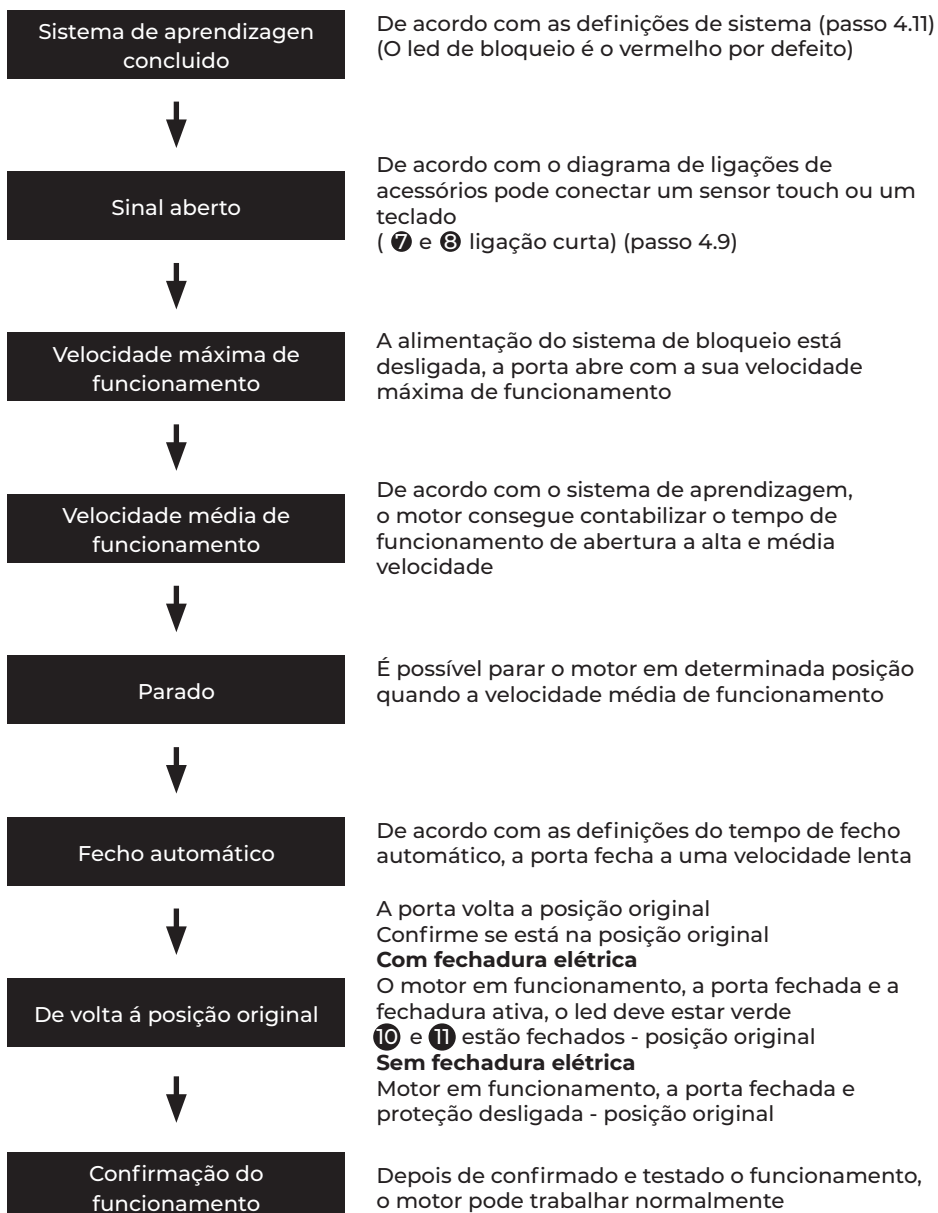 Sistema de aprendizagen
concluido
De acordo com as definições de sistema (passo 4.11)
(O led de bloqueio é o vermelho por defeito)
Sinal aberto
De acordo com o diagrama de ligações de
acessórios pode conectar um sensor touch ou um
teclado
( ❼ e ❽ ligação curta) (passo 4.9)
Velocidade máxima de
funcionamento
A alimentação do sistema de bloqueio está
desligada, a porta abre com a sua velocidade
máxima de funcionamento
Velocidade média de
funcionamento
De acordo com o sistema de aprendizagem,
o motor consegue contabilizar o tempo de
funcionamento de abertura a alta e média
velocidade
Parado
É possível parar o motor em determinada posição
quando a velocidade média de funcionamento
Fecho automático
De acordo com as definições do tempo de fecho
automático, a porta fecha a uma velocidade lenta
De volta á posição original
A porta volta a posição original
Confirme se está na posição original
Com fechadura elétrica
O motor em funcionamento, a porta fechada e a
fechadura ativa, o led deve estar verde
❿ e ⓫ estão fechados - posição original
Sem fechadura elétrica
Motor em funcionamento, a porta fechada e
proteção desligada - posição original
Confirmação do
funcionamento
Depois de confirmado e testado o funcionamento,
o motor pode trabalhar normalmente